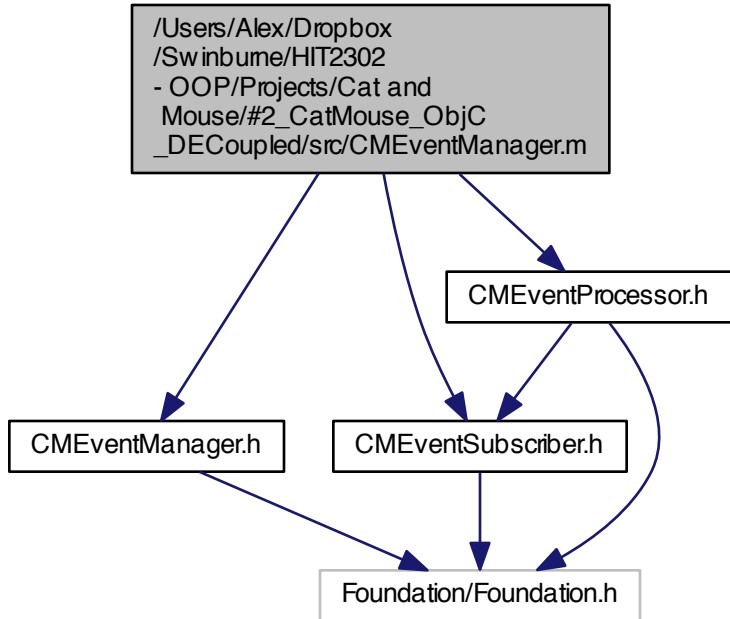 /Users/Alex/Dropbox
/Swinburne/HIT2302
- OOP/Projects/Cat and
Mouse/#2_CatMouse_ObjC
_DECoupled/src/CMEventManager.m
CMEventProcessor.h
CMEventManager.h
CMEventSubscriber.h
Foundation/Foundation.h